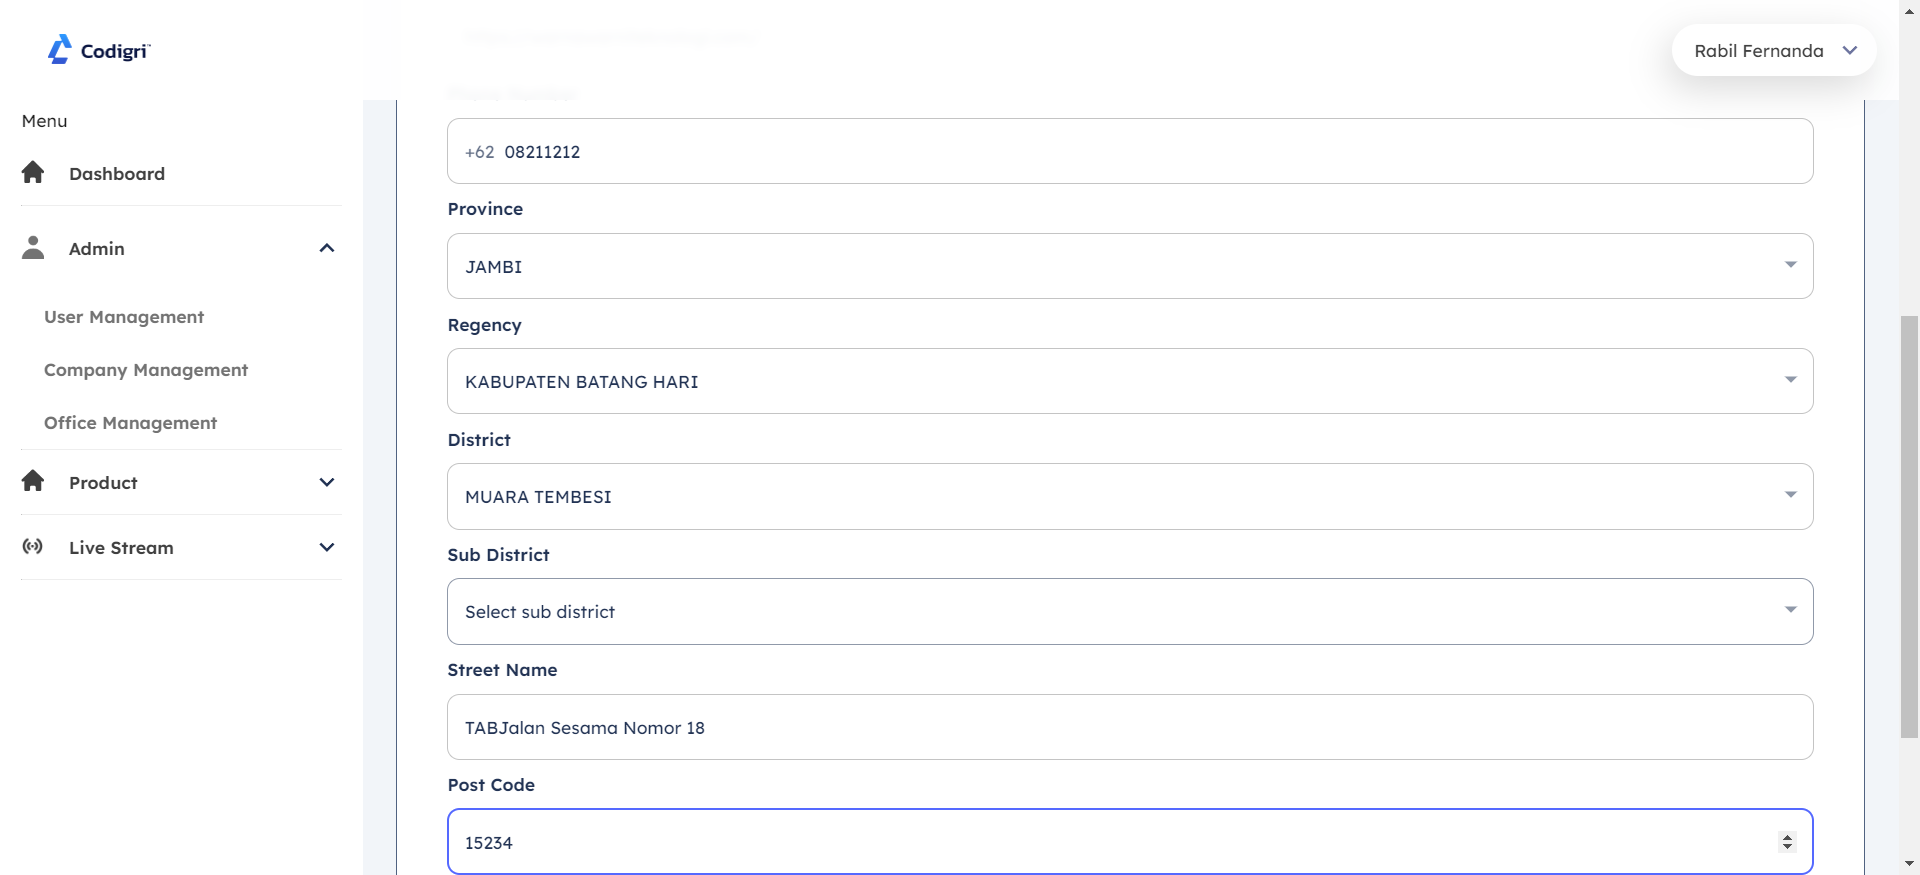 Codigri
Rabil Fernanda
Menu
Dashboard
Admin
User Management
Company Management
Office Management
Product
Live Stream
+62 08211212
Province
JAMBI
Regency
KABUPATEN BATANG HARI
District
MUARA TEMBESI
Sub District
Select sub district
Street Name
TABJalan Sesama Nomor 18
Post Code
15234